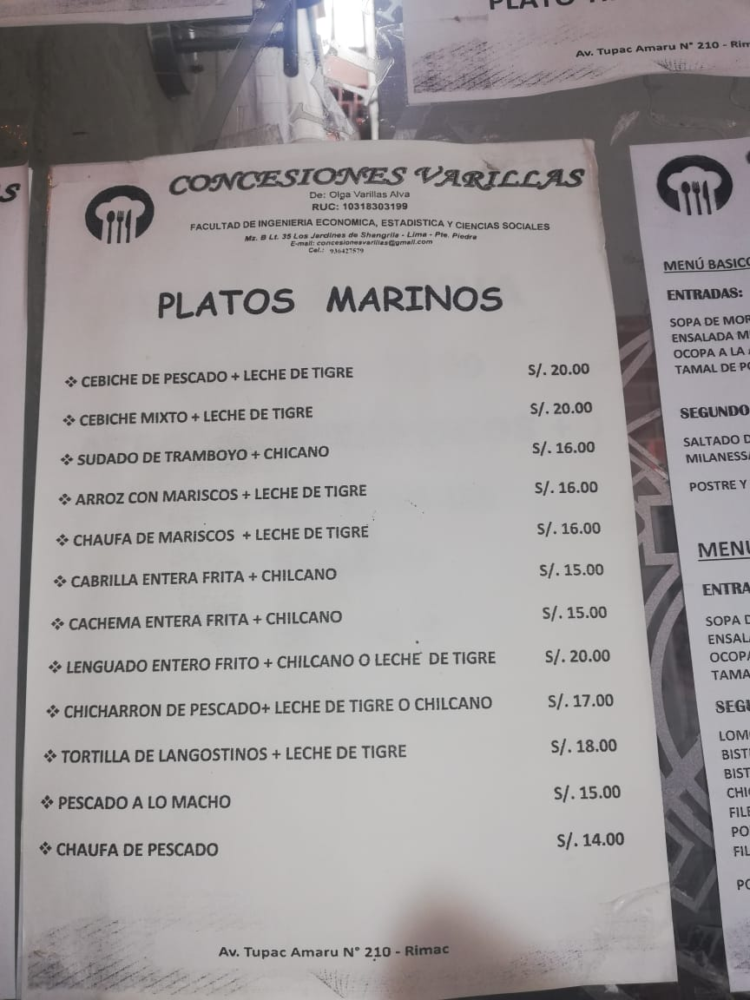 Av. Tupac Amaru N° 210 - Rim
CONCESIONES VARILLAS
De: Olga Varillas Alva
RUC: 10318303199
FACULTAD DE INGENIERIA ECONOMICA, ESTADISTICA Y CIENCIAS SOCIALES
Mz. B Lt. 35 Los Jardines de Shangrila - Lima - Pte. Piedra
E-mail: concesionesvarillas@gmail.com
Cel.: 936427579
PLATOS MARINOS
❖ CEBICHE DE PESCADO + LECHE DE TIGRE S/. 20.00
❖ CEBICHE MIXTO + LECHE DE TIGRE S/. 20.00
❖ SUDADO DE TRAMBOYO + CHICANO S/. 16.00
❖ ARROZ CON MARISCOS + LECHE DE TIGRE S/. 16.00
❖ CHAUFA DE MARISCOS + LECHE DE TIGRE S/. 16.00
❖ CABRILLA ENTERA FRITA + CHILCANO S/. 15.00
❖ CACHEMA ENTERA FRITA + CHILCANO S/. 15.00
❖ LENGUADO ENTERO FRITO + CHILCANO O LECHE DE TIGRE S/. 20.00
❖ CHICHARRON DE PESCADO+ LECHE DE TIGRE O CHILCANO S/. 17.00
❖ TORTILLA DE LANGOSTINOS + LECHE DE TIGRE S/. 18.00
❖ PESCADO A LO MACHO S/. 15.00
❖ CHAUFA DE PESCADO S/. 14.00
Av. Tupac Amaru N° 210 - Rimac
MENÚ BASICO
ENTRADAS:
SOPA DE MOR
ENSALADA M
OCOPA A LA
TAMAL DE P
SEGUNDO
SALTADO D
MILANESA
POSTRE Y
MENU
ENTRA
SOPA D
ENSAL
OCOPA
TAMA
SEGU
LOM
BIST
BIST
CHI
FILE
PO
FIL
PO